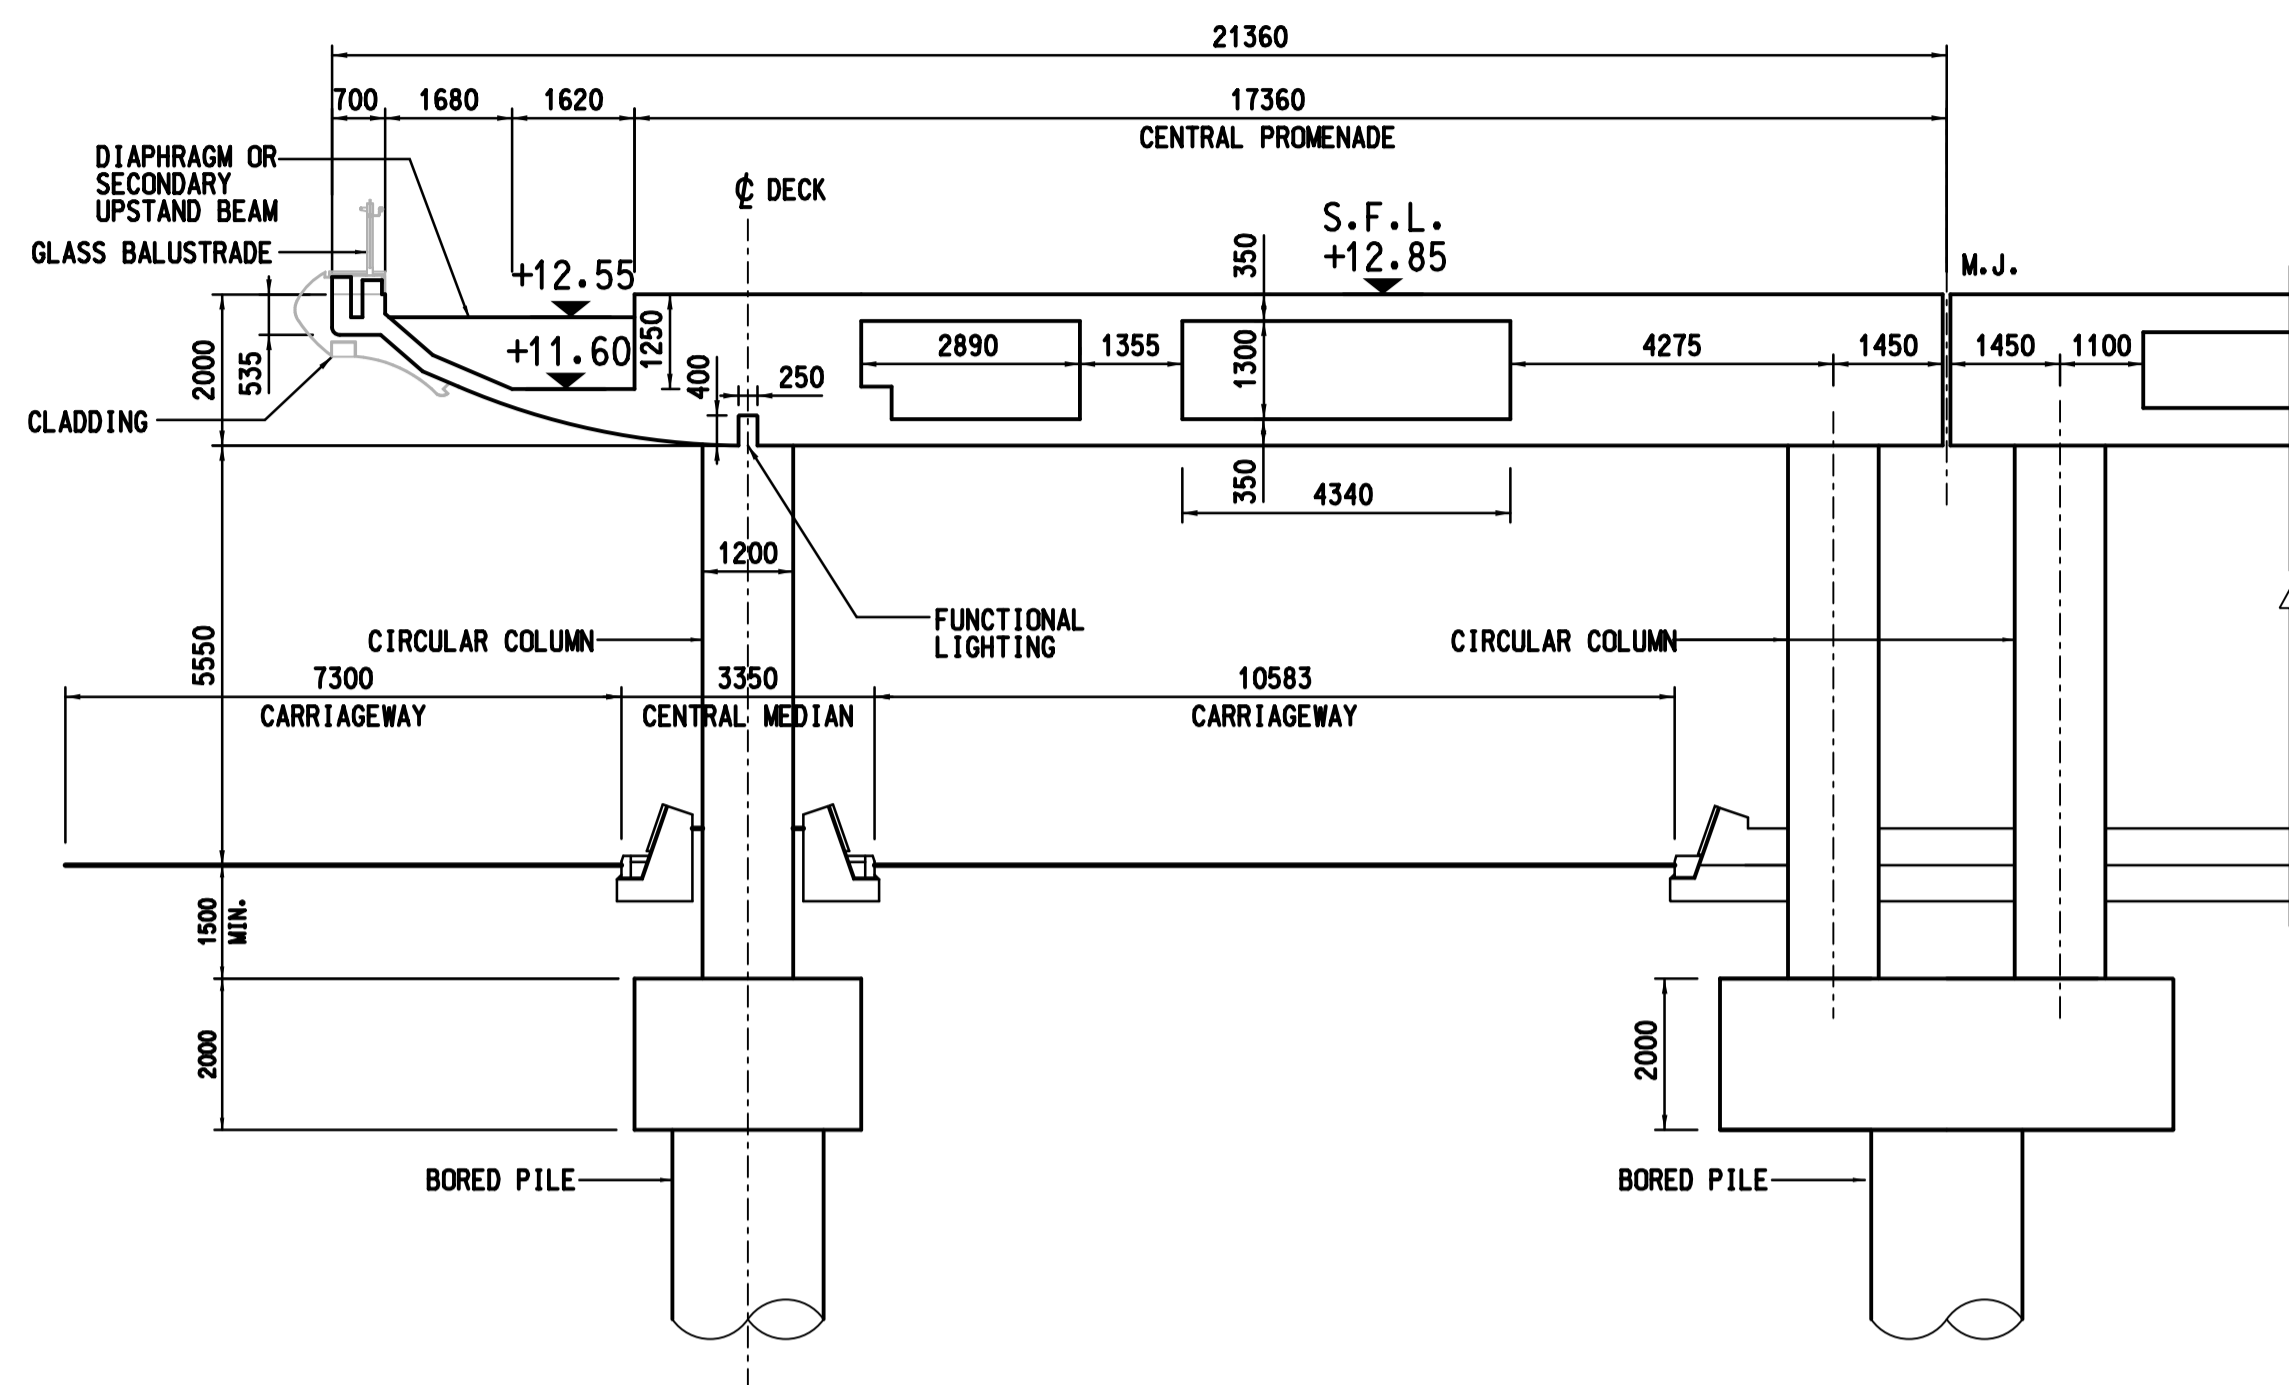 21360
700
1680
1620
17360
CENTRAL PROMENADE
DIAPHRAGM OR
SECONDARY
UPSTAND BEAM
GLASS BALUSTRADE
℄ DECK
S.F.L.
+12.85
M.J.
+12.55
+11.60
2000
535
1250
400
250
350
2890
1355
1300
4275
1450
1450
1100
CLADDING
350
4340
1200
FUNCTIONAL
LIGHTING
CIRCULAR COLUMN
CIRCULAR COLUMN
5550
7300
CARRIAGEWAY
3350
CENTRAL MEDIAN
10583
CARRIAGEWAY
1500
MIN.
2000
2000
BORED PILE
BORED PILE